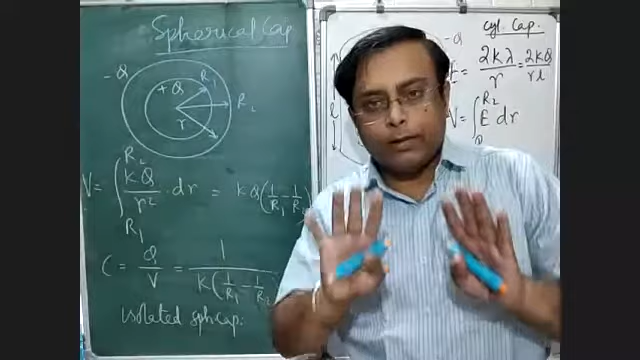 Spherical Cap
-Q
+Q
R₁
R₂
r
V = ∫_{R₁}^{R₂} kQ/r² · dr = kQ(1/R₁ - 1/R₂)
C = Q/V = 1/(k(1/R₁ - 1/R₂))
isolated sph cap.
cyl. Cap.
-Q
l
E = 2kλ/r = 2kQ/rl
V = ∫^{R₂} E dr